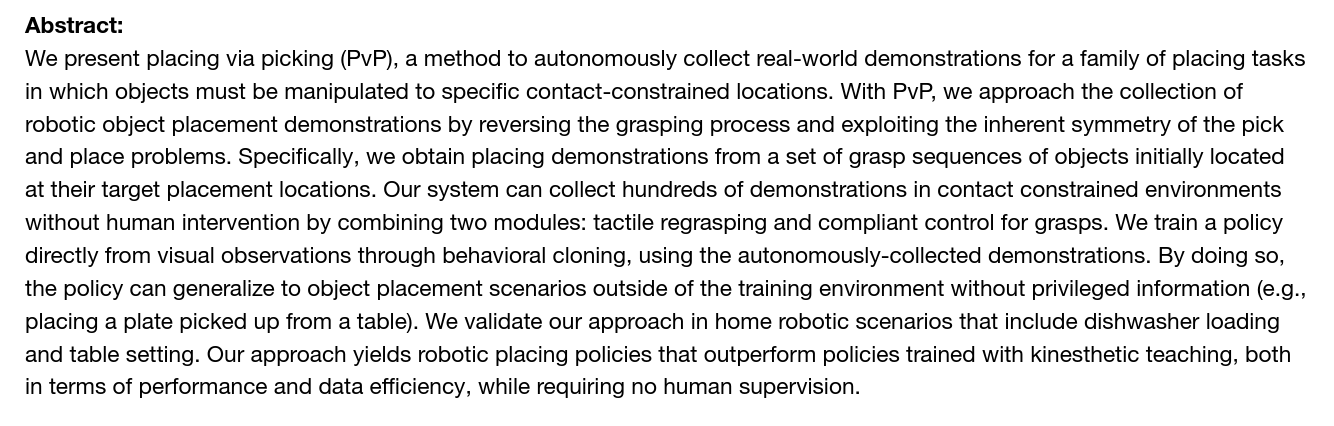 Abstract:
We present placing via picking (PvP), a method to autonomously collect real-world demonstrations for a family of placing tasks
in which objects must be manipulated to specific contact-constrained locations. With PvP, we approach the collection of
robotic object placement demonstrations by reversing the grasping process and exploiting the inherent symmetry of the pick
and place problems. Specifically, we obtain placing demonstrations from a set of grasp sequences of objects initially located
at their target placement locations. Our system can collect hundreds of demonstrations in contact constrained environments
without human intervention by combining two modules: tactile regrasping and compliant control for grasps. We train a policy
directly from visual observations through behavioral cloning, using the autonomously-collected demonstrations. By doing so,
the policy can generalize to object placement scenarios outside of the training environment without privileged information (e.g.,
placing a plate picked up from a table). We validate our approach in home robotic scenarios that include dishwasher loading
and table setting. Our approach yields robotic placing policies that outperform policies trained with kinesthetic teaching, both
in terms of performance and data efficiency, while requiring no human supervision.